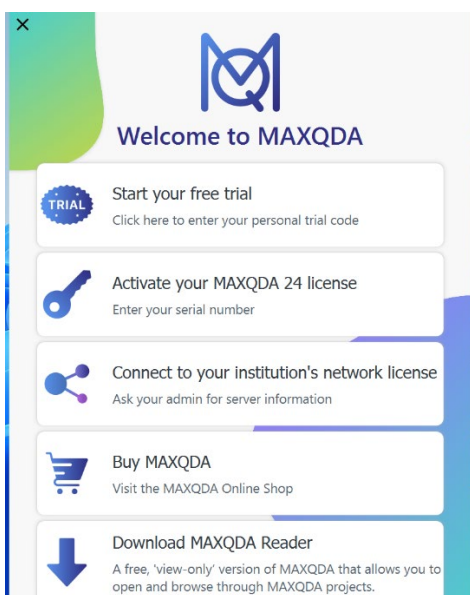 Welcome to MAXQDA
TRIAL
Start your free trial
Click here to enter your personal trial code
Activate your MAXQDA 24 license
Enter your serial number
Connect to your institution's network license
Ask your admin for server information
Buy MAXQDA
Visit the MAXQDA Online Shop
Download MAXQDA Reader
A free, 'view-only' version of MAXQDA that allows you to
open and browse through MAXQDA projects.